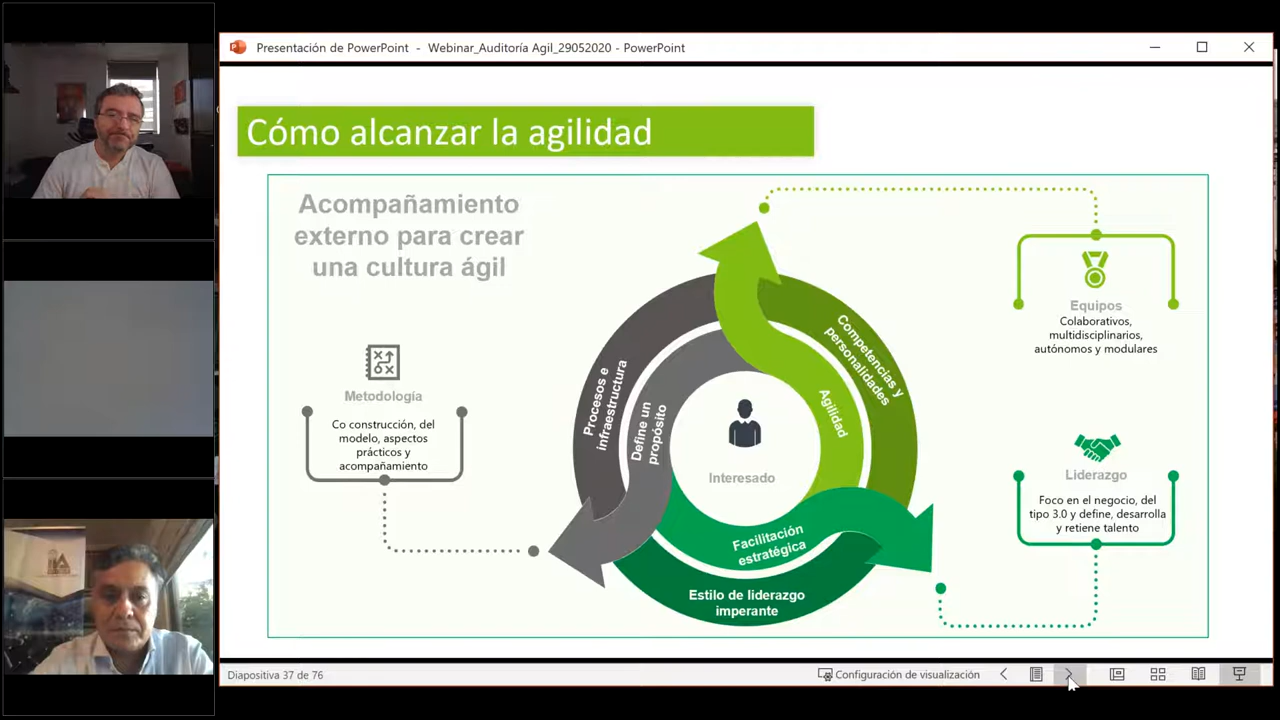 Presentación de PowerPoint - Webinar_Auditoría Agil_29052020 - PowerPoint
Cómo alcanzar la agilidad
Acompañamiento
externo para crear
una cultura ágil
Metodología
Co construcción, del
modelo, aspectos
prácticos y
acompañamiento
Procesos e
infraestructura
Define un
propósito
Competencias y
personalidades
Agilidad
Interesado
Facilitación
estratégica
Estilo de liderazgo
imperante
Equipos
Colaborativos,
multidisciplinarios,
autónomos y modulares
Liderazgo
Foco en el negocio, del
tipo 3.0 y define, desarrolla
y retiene talento
Diapositiva 37 de 76
Configuración de visualización